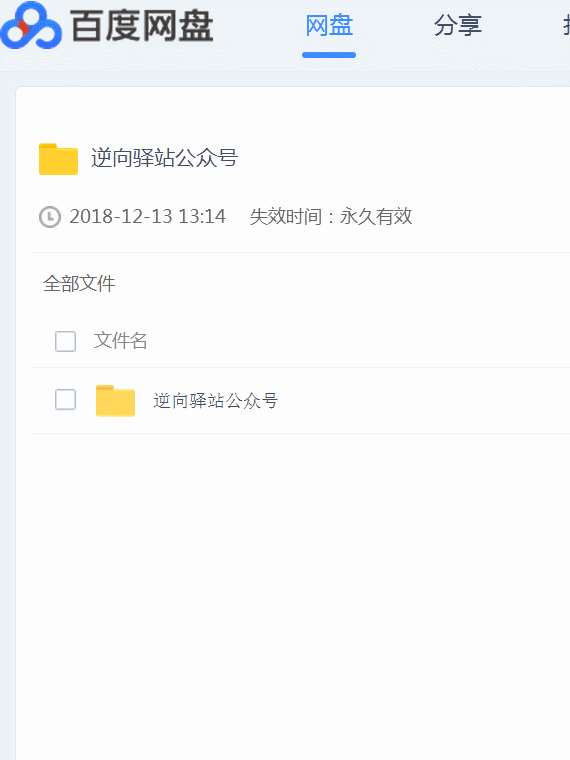 百度网盘 网盘 分享
逆向驿站公众号
2018-12-13 13:14 失效时间：永久有效
全部文件
文件名
逆向驿站公众号